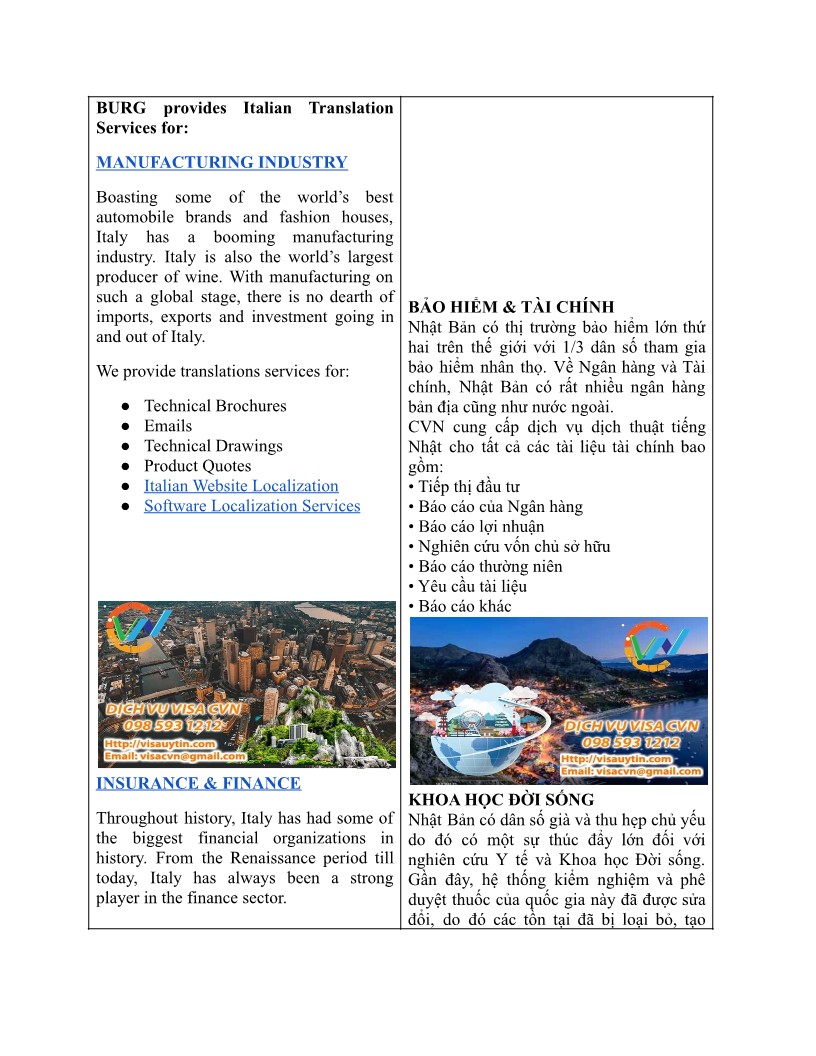 BURG provides Italian Translation
Services for:
MANUFACTURING INDUSTRY
Boasting some of the world’s best
automobile brands and fashion houses,
Italy has a booming manufacturing
industry. Italy is also the world’s largest
producer of wine. With manufacturing on
such a global stage, there is no dearth of
imports, exports and investment going in
and out of Italy.
We provide translations services for:
● Technical Brochures
● Emails
● Technical Drawings
● Product Quotes
● Italian Website Localization
● Software Localization Services
DỊCH VỤ VISA CVN
098 593 1212
Http://visauytin.com
Email: visacvn@gmail.com
INSURANCE & FINANCE
Throughout history, Italy has had some of
the biggest financial organizations in
history. From the Renaissance period till
today, Italy has always been a strong
player in the finance sector.
BẢO HIỂM & TÀI CHÍNH
Nhật Bản có thị trường bảo hiểm lớn thứ
hai trên thế giới với 1/3 dân số tham gia
bảo hiểm nhân thọ. Về Ngân hàng và Tài
chính, Nhật Bản có rất nhiều ngân hàng
bản địa cũng như nước ngoài.
CVN cung cấp dịch vụ dịch thuật tiếng
Nhật cho tất cả các tài liệu tài chính bao
gồm:
• Tiếp thị đầu tư
• Báo cáo của Ngân hàng
• Báo cáo lợi nhuận
• Nghiên cứu vốn chủ sở hữu
• Báo cáo thường niên
• Yêu cầu tài liệu
• Báo cáo khác
DỊCH VỤ VISA CVN
098 593 1212
Http://visauytin.com
Email: visacvn@gmail.com
KHOA HỌC ĐỜI SỐNG
Nhật Bản có dân số già và thu hẹp chủ yếu
do đó có một sự thúc đẩy lớn đối với
nghiên cứu Y tế và Khoa học Đời sống.
Gần đây, hệ thống kiểm nghiệm và phê
duyệt thuốc của quốc gia này đã được sửa
đổi, do đó các tồn tại đã bị loại bỏ, tạo